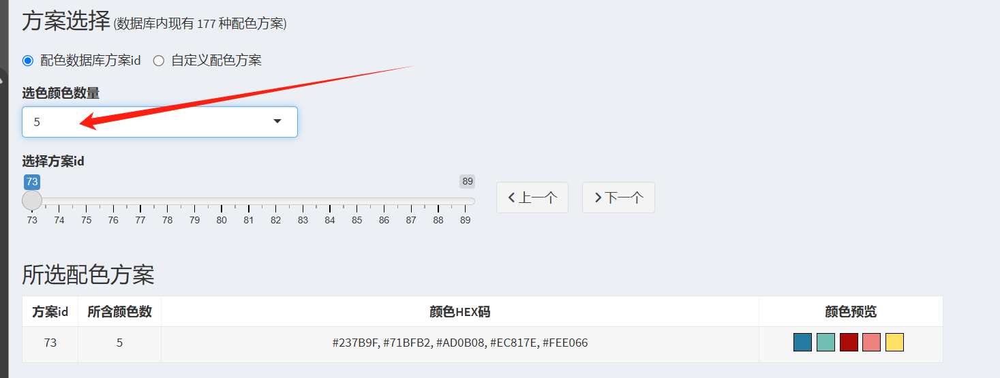 方案选择 (数据库内现有 177 种配色方案)
配色数据库方案id 自定义配色方案
选色颜色数量
5
选择方案id
73 89
上一个 下一个
73 74 75 76 77 78 79 80 81 82 83 84 85 86 87 88 89
所选配色方案
方案id 所含颜色数 颜色HEX码 颜色预览
73 5 #237B9F, #71BFB2, #AD0B08, #EC817E, #FEE066